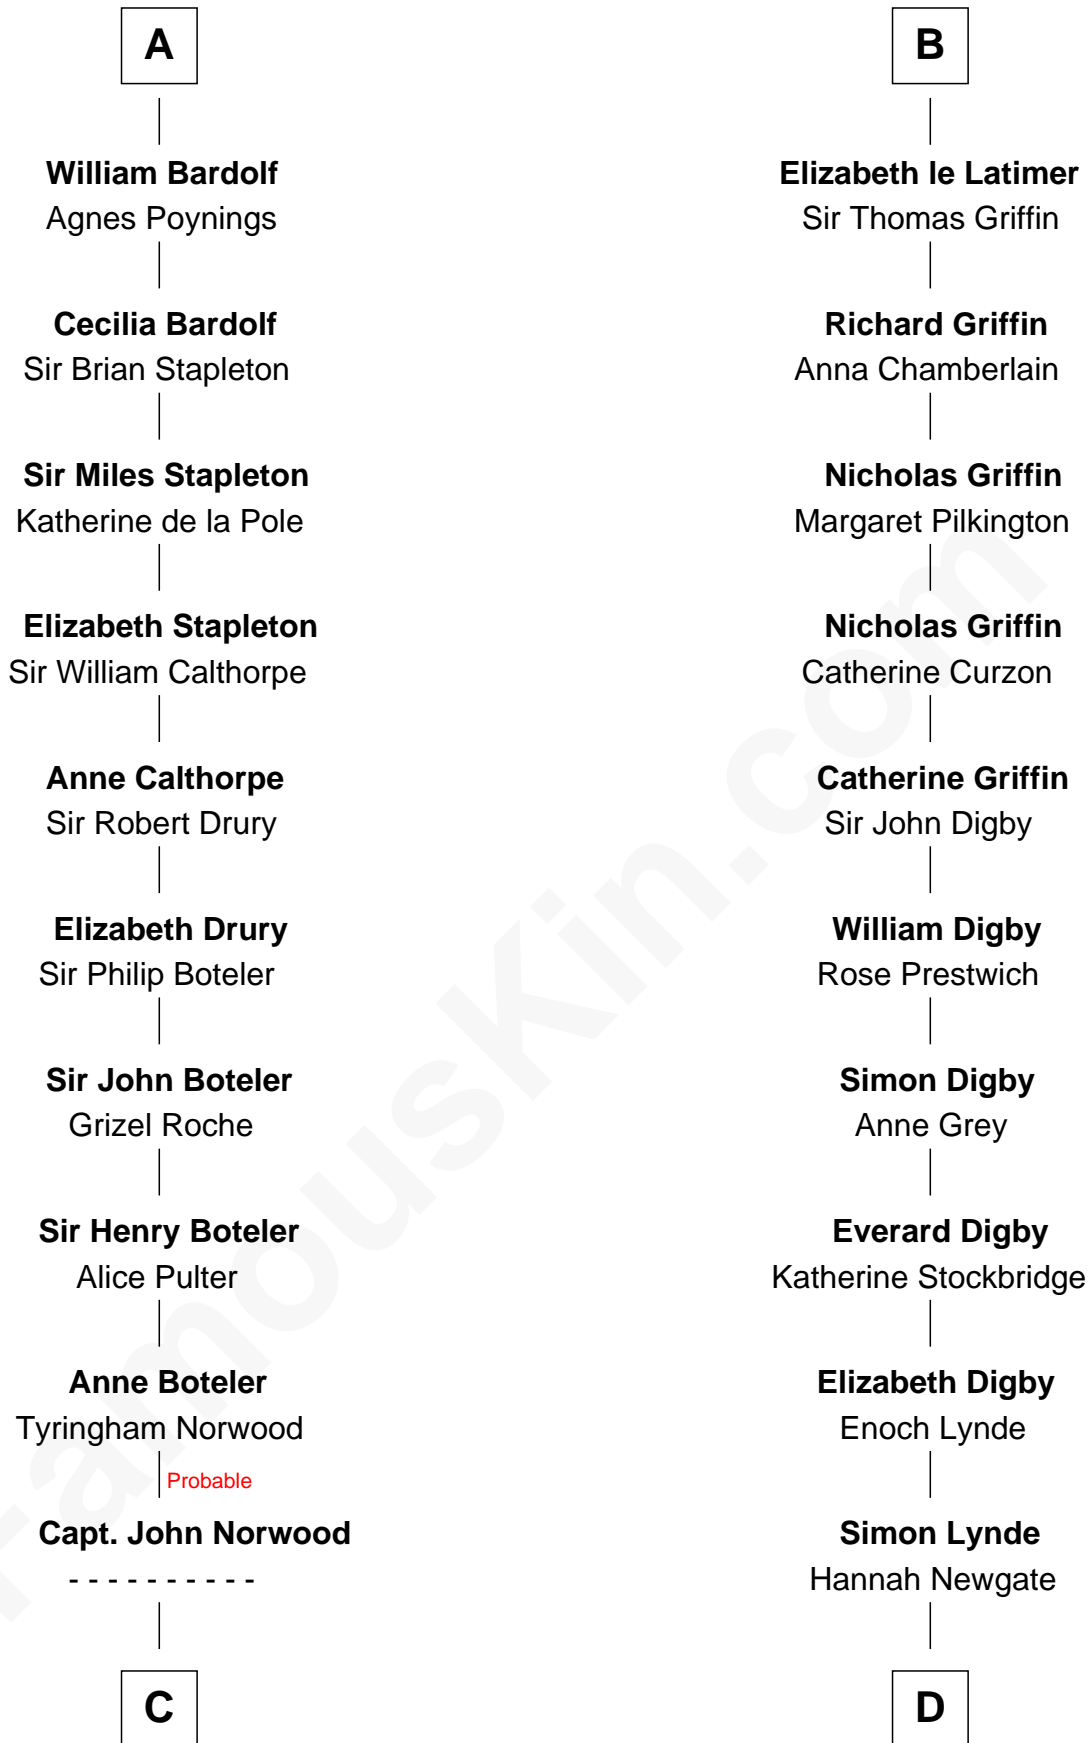 A
William Bardolf
Agnes Poynings
Cecilia Bardolf
Sir Brian Stapleton
Sir Miles Stapleton
Katherine de la Pole
Elizabeth Stapleton
Sir William Calthorpe
Anne Calthorpe
Sir Robert Drury
Elizabeth Drury
Sir Philip Boteler
Sir John Boteler
Grizel Roche
Sir Henry Boteler
Alice Pulter
Anne Boteler
Tyringham Norwood
Probable
Capt. John Norwood
- - - - - - - - - -
C
B
Elizabeth le Latimer
Sir Thomas Griffin
Richard Griffin
Anna Chamberlain
Nicholas Griffin
Margaret Pilkington
Nicholas Griffin
Catherine Curzon
Catherine Griffin
Sir John Digby
William Digby
Rose Prestwich
Simon Digby
Anne Grey
Everard Digby
Katherine Stockbridge
Elizabeth Digby
Enoch Lynde
Simon Lynde
Hannah Newgate
D
FamousKin.com